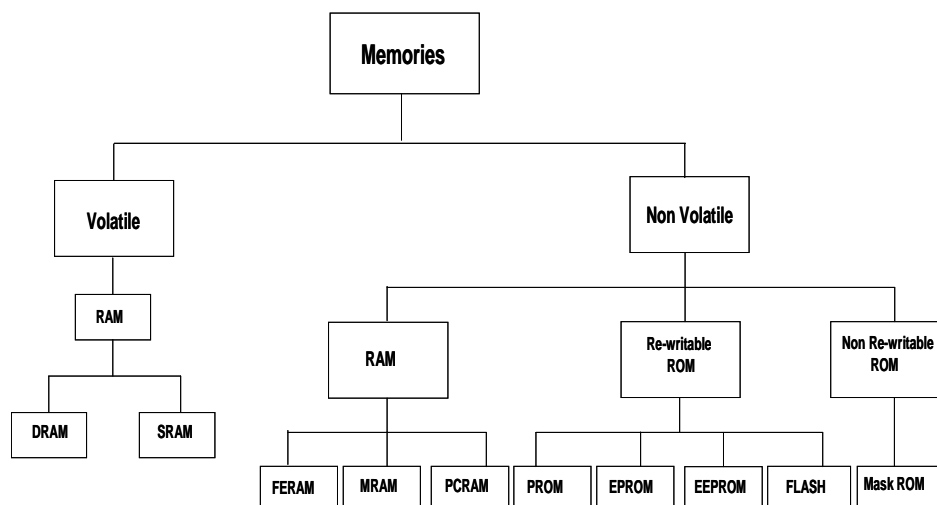 Memories
Volatile
Non Volatile
RAM
RAM
Re-writable
ROM
Non Re-writable
ROM
DRAM
SRAM
FERAM
MRAM
PCRAM
PROM
EPROM
EEPROM
FLASH
Mask ROM